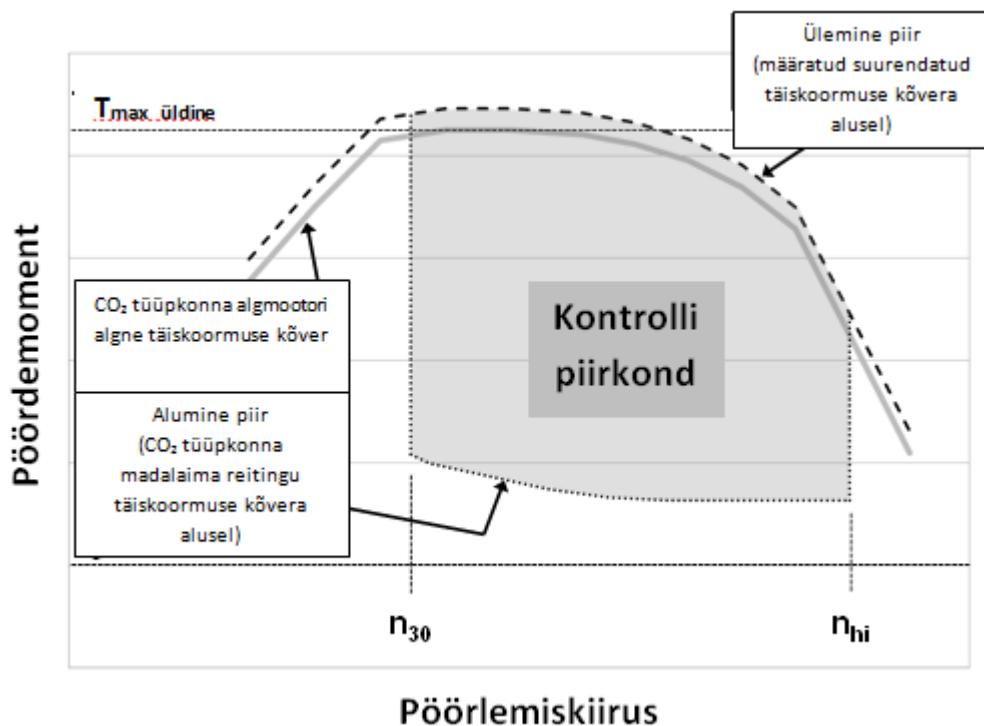 Ülemine piir
(määratud suurendatud
täiskoormuse kõvera
alusel)
Tmax üldine
CO₂ tüüpkonna algmootori
algne täiskoormuse kõver
Alumine piir
(CO₂ tüüpkonna
madalaima reitingu
täiskoormuse kõvera
alusel)
Kontrolli
piirkond
Pöördemoment
n30
nhi
Pöörlemiskiirus